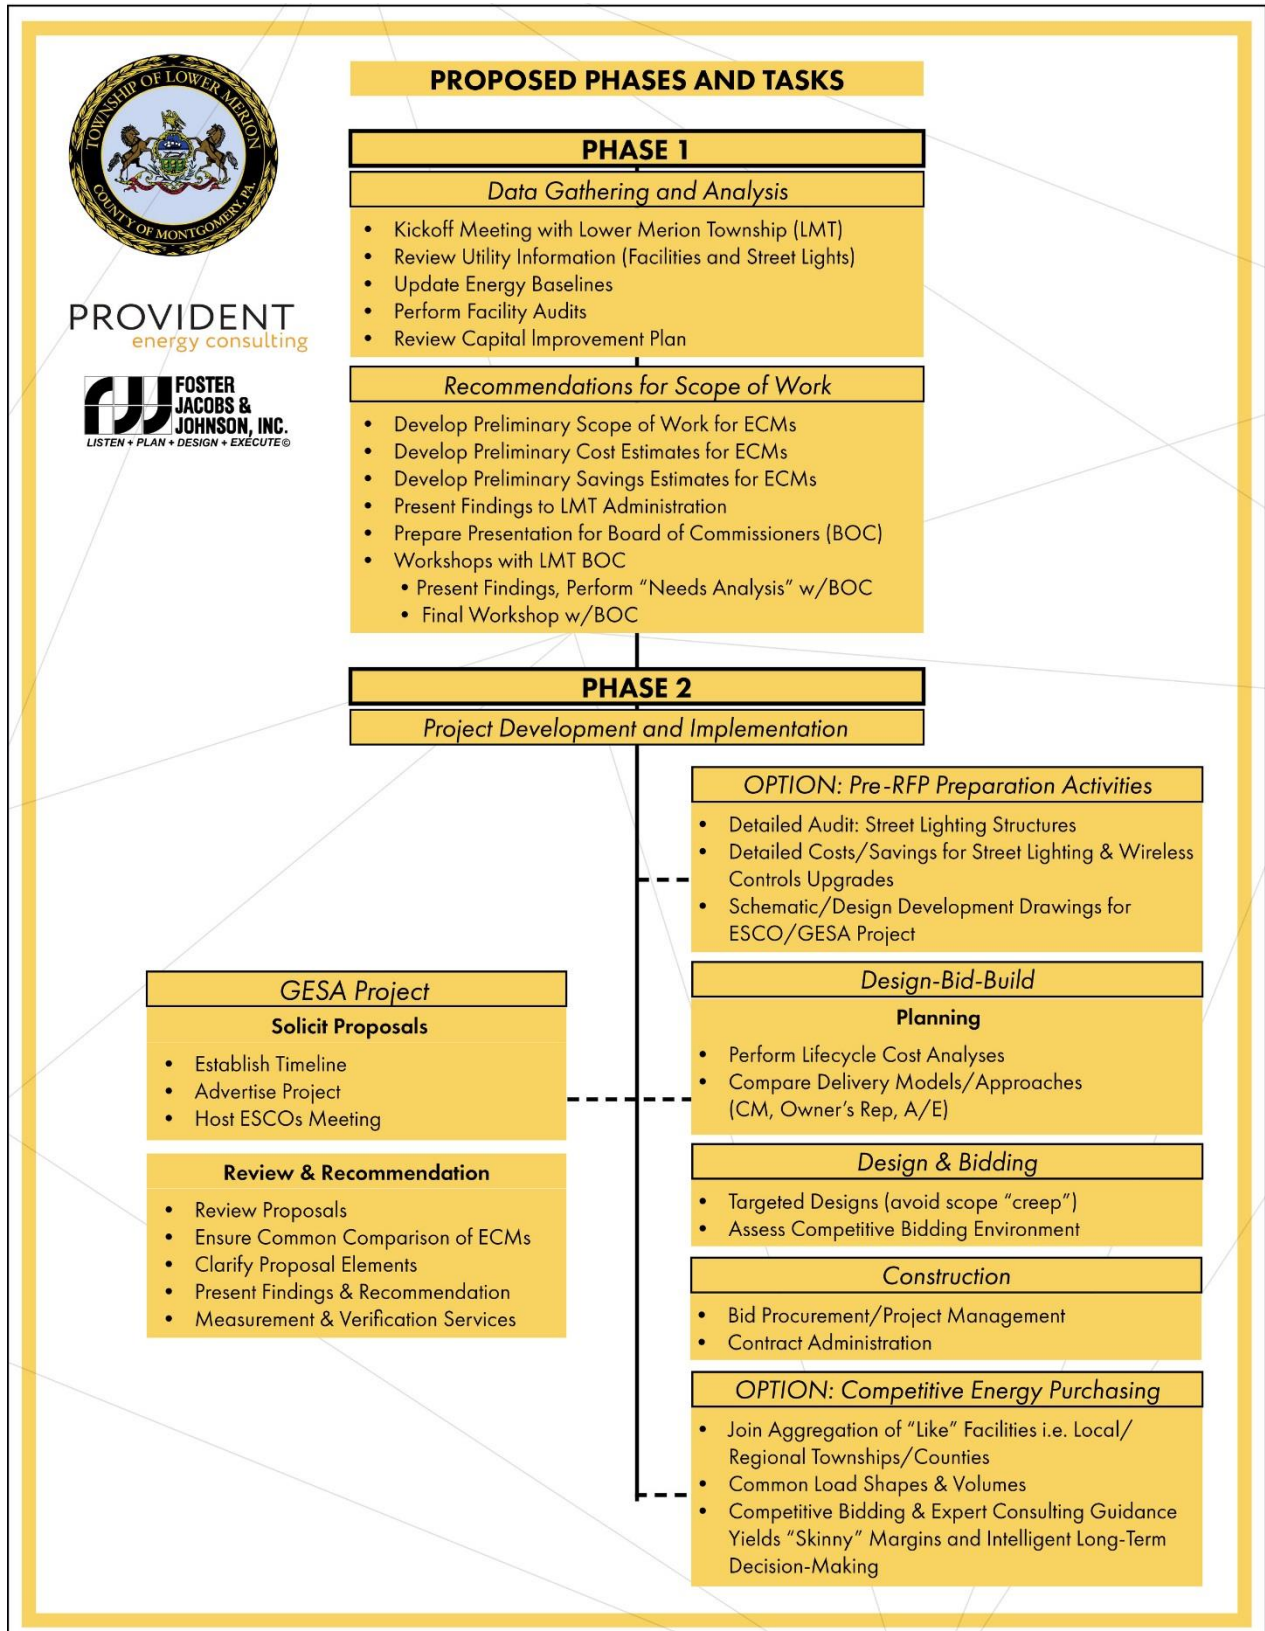 TOWNSHIP OF LOWER MERION
COUNTY OF MONTGOMERY, PA.
PROVIDENT
energy consulting
FOSTER
JACOBS &
JOHNSON, INC.
LISTEN + PLAN + DESIGN + EXECUTE©
PROPOSED PHASES AND TASKS
PHASE 1
Data Gathering and Analysis
• Kickoff Meeting with Lower Merion Township (LMT)
• Review Utility Information (Facilities and Street Lights)
• Update Energy Baselines
• Perform Facility Audits
• Review Capital Improvement Plan
Recommendations for Scope of Work
• Develop Preliminary Scope of Work for ECMs
• Develop Preliminary Cost Estimates for ECMs
• Develop Preliminary Savings Estimates for ECMs
• Present Findings to LMT Administration
• Prepare Presentation for Board of Commissioners (BOC)
• Workshops with LMT BOC
• Present Findings, Perform “Needs Analysis” w/BOC
• Final Workshop w/BOC
PHASE 2
Project Development and Implementation
OPTION: Pre-RFP Preparation Activities
• Detailed Audit: Street Lighting Structures
• Detailed Costs/Savings for Street Lighting & Wireless
Controls Upgrades
• Schematic/Design Development Drawings for
ESCO/GESA Project
GESA Project
Solicit Proposals
• Establish Timeline
• Advertise Project
• Host ESCOs Meeting
Review & Recommendation
• Review Proposals
• Ensure Common Comparison of ECMs
• Clarify Proposal Elements
• Present Findings & Recommendation
• Measurement & Verification Services
Design-Bid-Build
Planning
• Perform Lifecycle Cost Analyses
• Compare Delivery Models/Approaches
(CM, Owner’s Rep, A/E)
Design & Bidding
• Targeted Designs (avoid scope “creep”)
• Assess Competitive Bidding Environment
Construction
• Bid Procurement/Project Management
• Contract Administration
OPTION: Competitive Energy Purchasing
• Join Aggregation of “Like” Facilities i.e. Local/
Regional Townships/Counties
• Common Load Shapes & Volumes
• Competitive Bidding & Expert Consulting Guidance
Yields “Skinny” Margins and Intelligent Long-Term
Decision-Making